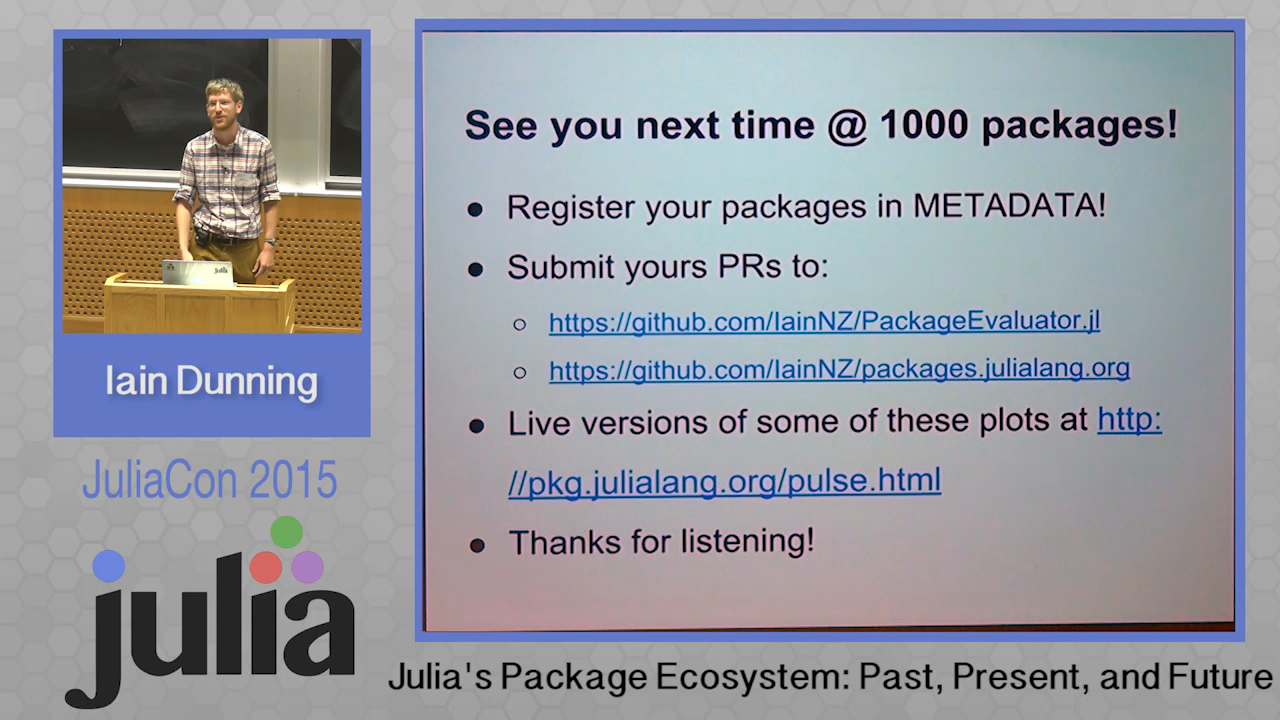 Iain Dunning
JuliaCon 2015
julia
See you next time @ 1000 packages!
● Register your packages in METADATA!
● Submit yours PRs to:
○ https://github.com/IainNZ/PackageEvaluator.jl
○ https://github.com/IainNZ/packages.julialang.org
● Live versions of some of these plots at http:
//pkg.julialang.org/pulse.html
● Thanks for listening!
Julia's Package Ecosystem: Past, Present, and Future
julia